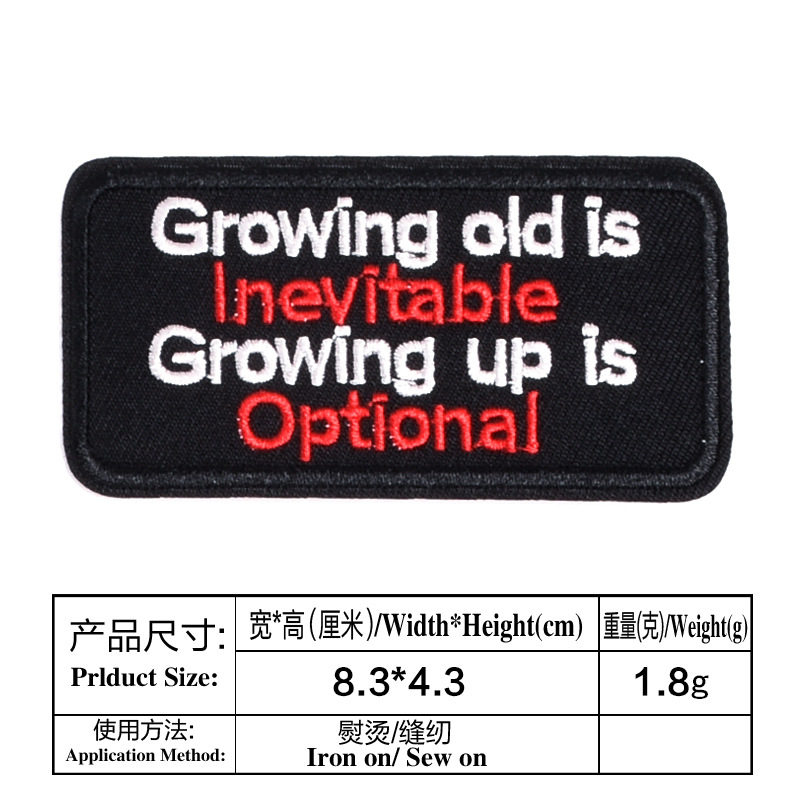 Growing old is
Inevitable
Growing up is
Optional
产品尺寸:
Prlduct Size:
宽*高(厘米)/Width*Height(cm)
重量(克)/Weight(g)
8.3*4.3
1.8g
使用方法:
Application Method:
熨烫/缝纫
Iron on/ Sew on